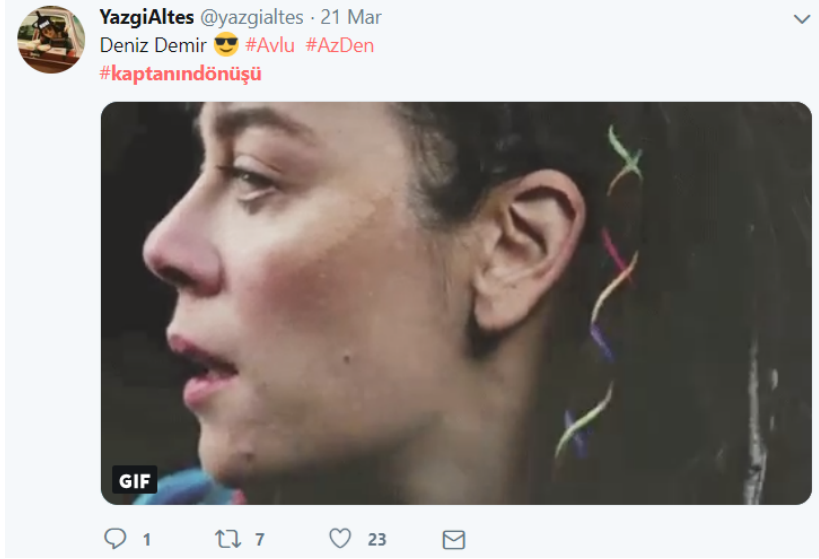 YazgiAltes @yazgialtes · 21 Mar
Deniz Demir 😎 #Avlu #AzDen
#kaptanındönüşü
GIF
1 7 23